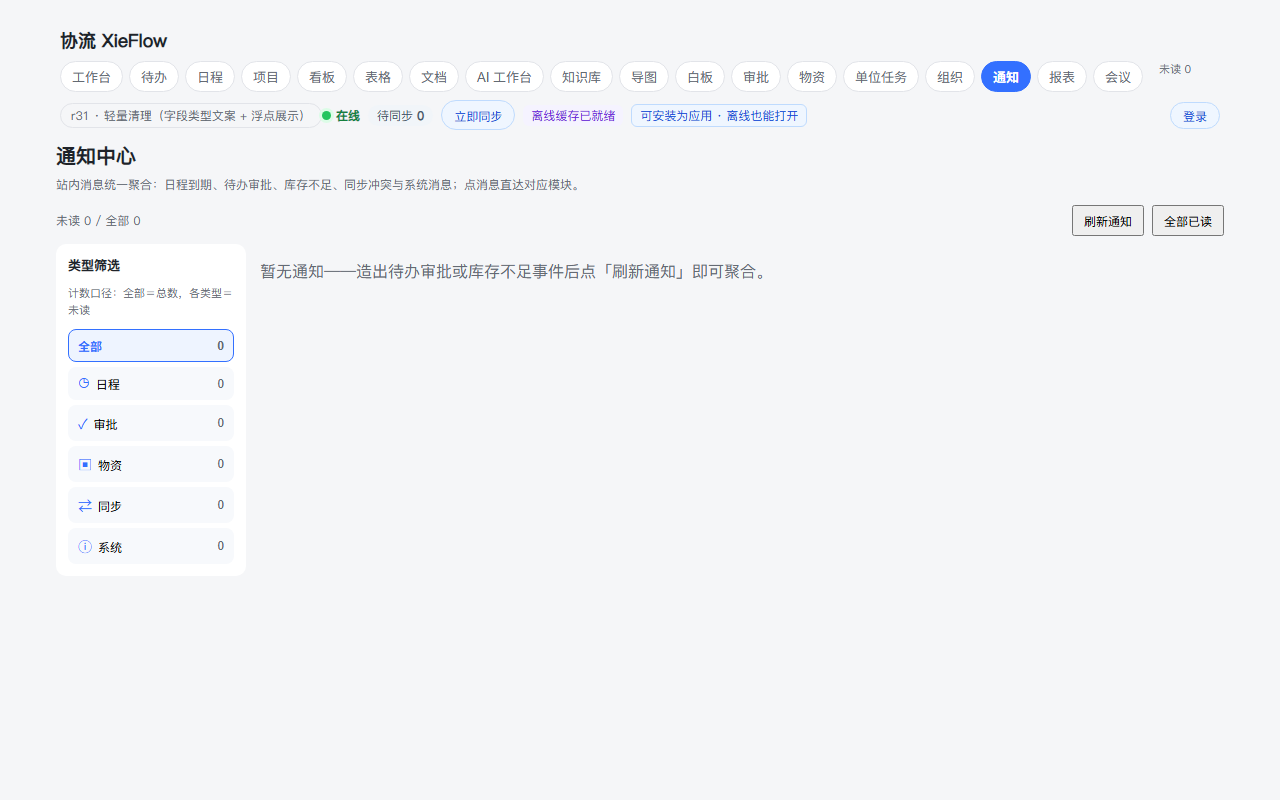 协流 XieFlow
工作台 待办 日程 项目 看板 表格 文档 AI 工作台 知识库 导图 白板 审批 物资 单位任务 组织 通知 报表 会议 未读 0
r31 · 轻量清理（字段类型文案 + 浮点展示） 在线 待同步 0 立即同步 离线缓存已就绪 可安装为应用 · 离线也能打开 登录
通知中心
站内消息统一聚合：日程到期、待办审批、库存不足、同步冲突与系统消息；点消息直达对应模块。
未读 0 / 全部 0 刷新通知 全部已读
类型筛选
计数口径：全部＝总数，各类型＝
未读
全部 0
日程 0
审批 0
物资 0
同步 0
系统 0
暂无通知——造出待办审批或库存不足事件后点「刷新通知」即可聚合。